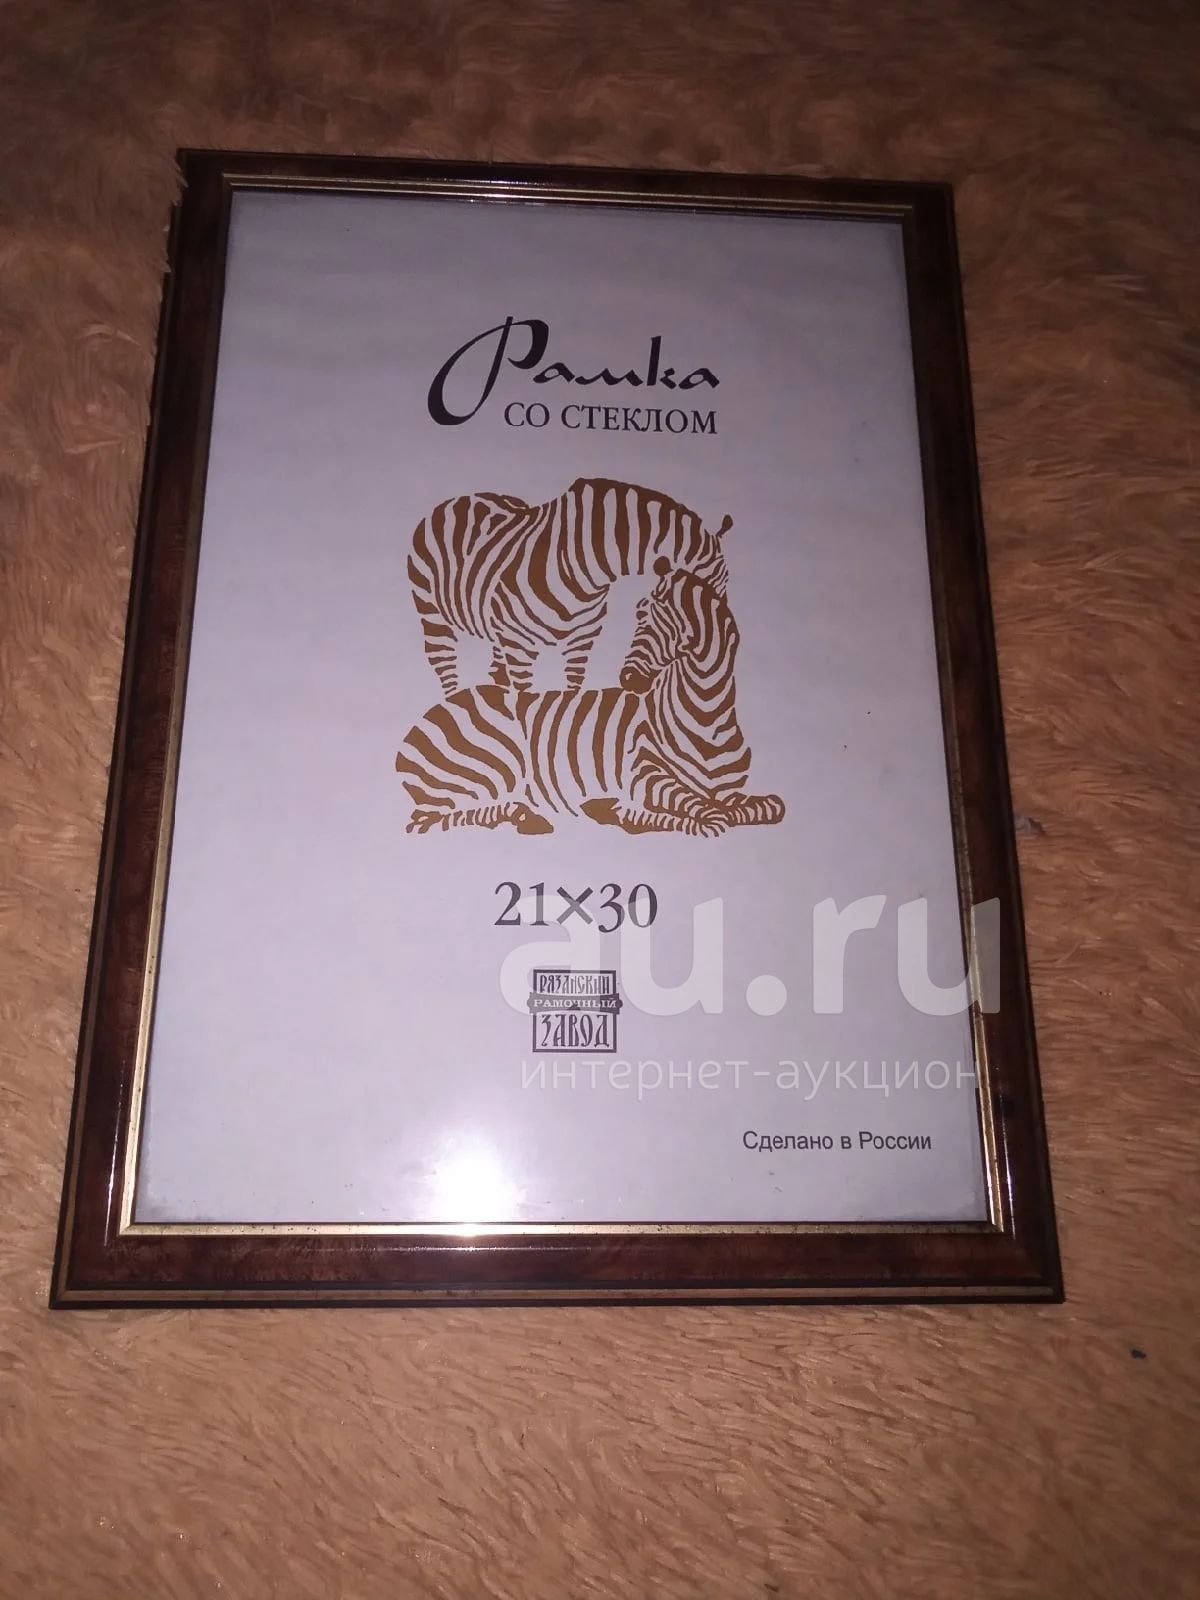 Рамка
СО СТЕКЛОМ
21×30
au.ru
РЯЗАНСКИЙ
РАМОЧНЫЙ
ЗАВОД
интернет-аукцион
Сделано в России